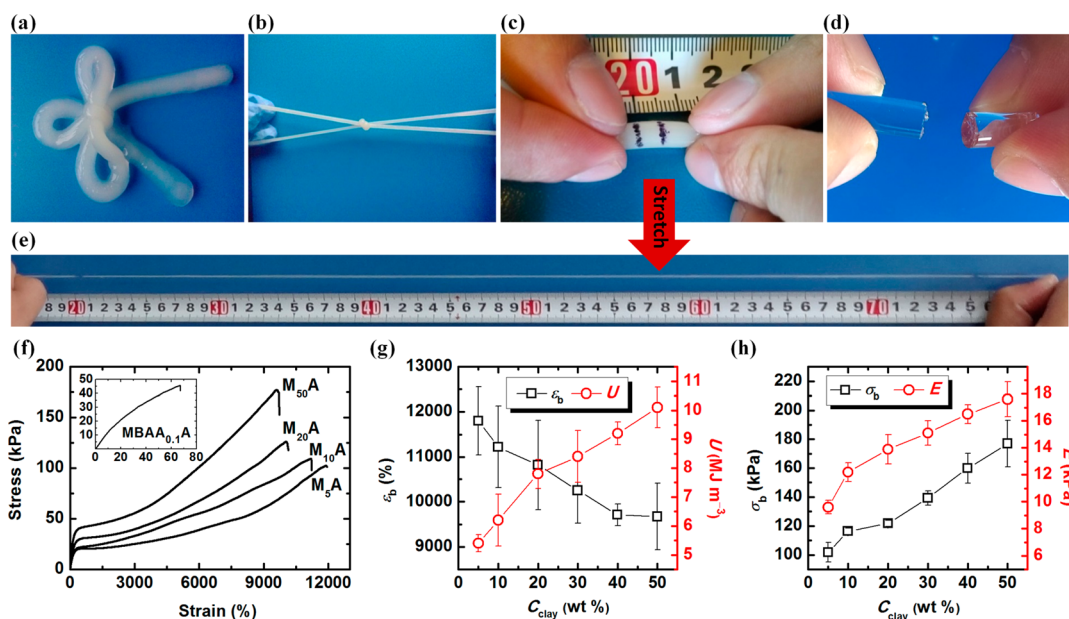 (a)
(b)
(c)
(d)
20 1 2
Stretch
(e)
8 9 20 1 2 3 4 5 6 7 8 9 30 1 2 3 4 5 6 7 8 9 40 1 2 3 4 5 6 7 8 9 50 1 2 3 4 5 6 7 8 9 60 1 2 3 4 5 6 7 8 9 70 1 2 3 4 5
(f)
Stress (kPa)
200
150
100
50
0
0 3000 6000 9000 12000
Strain (%)
50
40
30
20
10
0
0 20 40 60 80
MBAA0.1A
M50A
M20A
M10A
M5A
(g)
εb (%)
13000
12000
11000
10000
9000
εb U
11
10
9
8
7
6
5
U (MJ m⁻³)
0 10 20 30 40 50
Cclay (wt %)
(h)
σb (kPa)
220
200
180
160
140
120
100
σb E
18
16
14
12
10
8
6
(kPa)
0 10 20 30 40 50
Cclay (wt %)